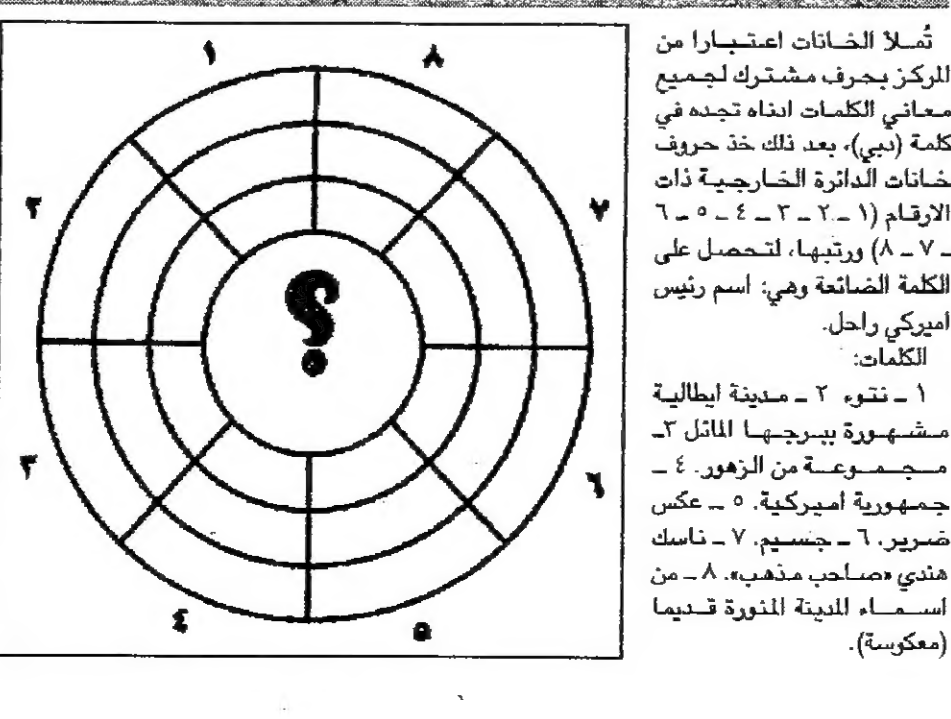 تُملا الخانات اعتبارا من
المركز بحرف مشترك لجميع
معاني الكلمات ادناه تجده في
كلمة (دبي)، بعد ذلك خذ حروف
خانات الدائرة الخارجية ذات
الارقام (١ ـ ٢ ـ ٣ ـ ٤ ـ ٥ ـ ٦
ـ ٧ ـ ٨) ورتبها، لتحصل على
الكلمة الضائعة وهي: اسم رئيس
اميركي راحل.
الكلمات:
١ ـ نتوء ٢ ـ مدينة ايطالية
مشهورة ببرجها المائل ٣ـ
مجموعة من الزهور. ٤ ـ
جمهورية اميركية. ٥ ـ عكس
ضرير. ٦ ـ جسيم. ٧ ـ ناسك
هندي «صاحب مذهب». ٨ ـ من
اسماء المدينة المنورة قديما
(معكوسة).
١
٨
٢
٧
؟
٣
٦
٤
٥